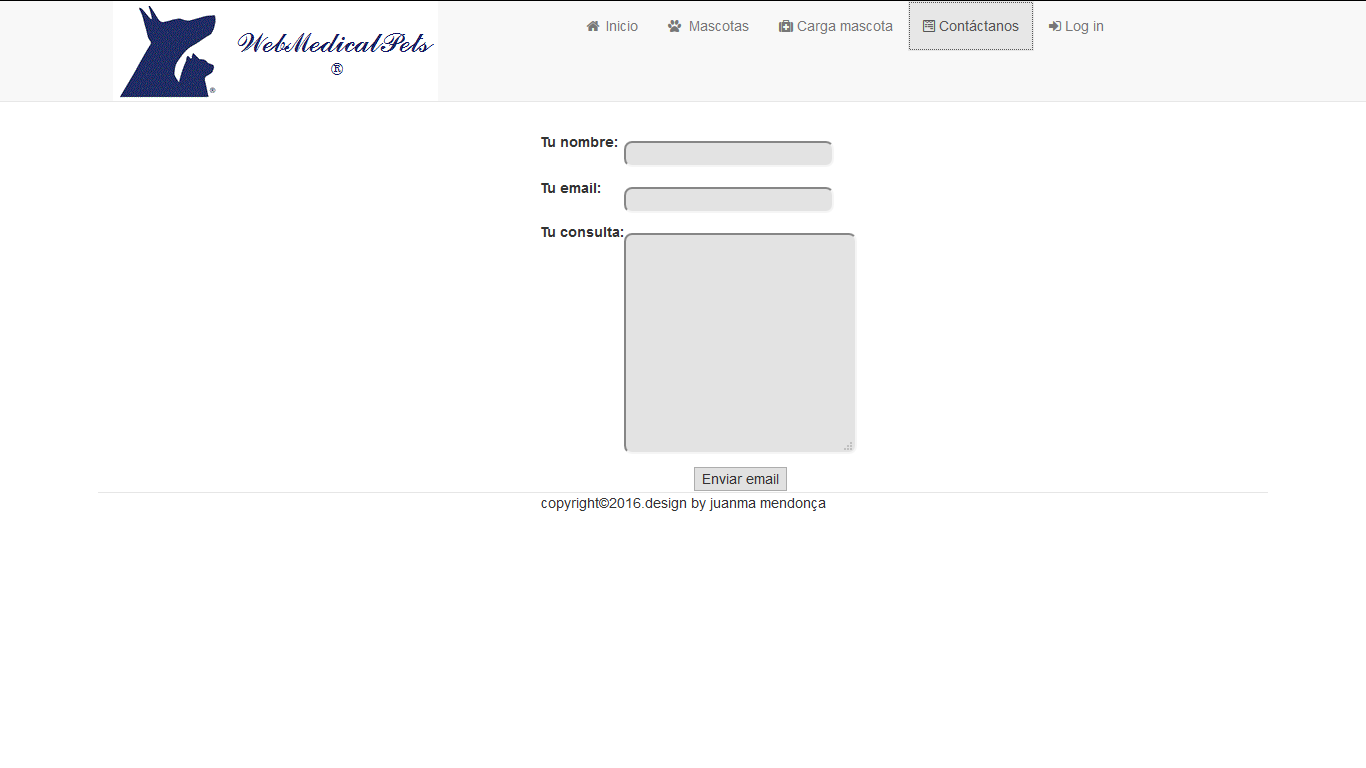 WebMedicalPets
®
®
Inicio Mascotas Carga mascota Contáctanos Log in
Tu nombre:
Tu email:
Tu consulta:
Enviar email
copyright©2016.design by juanma mendonça